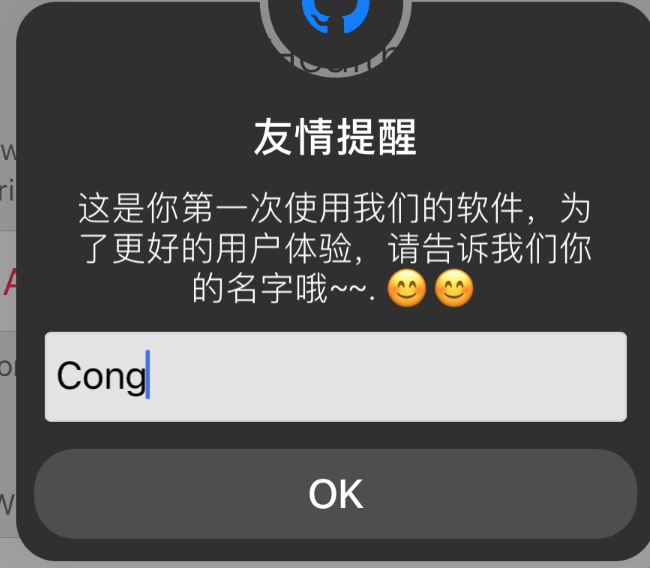 友情提醒
这是你第一次使用我们的软件，为
了更好的用户体验，请告诉我们你
的名字哦~~. 😊😊
Cong
OK